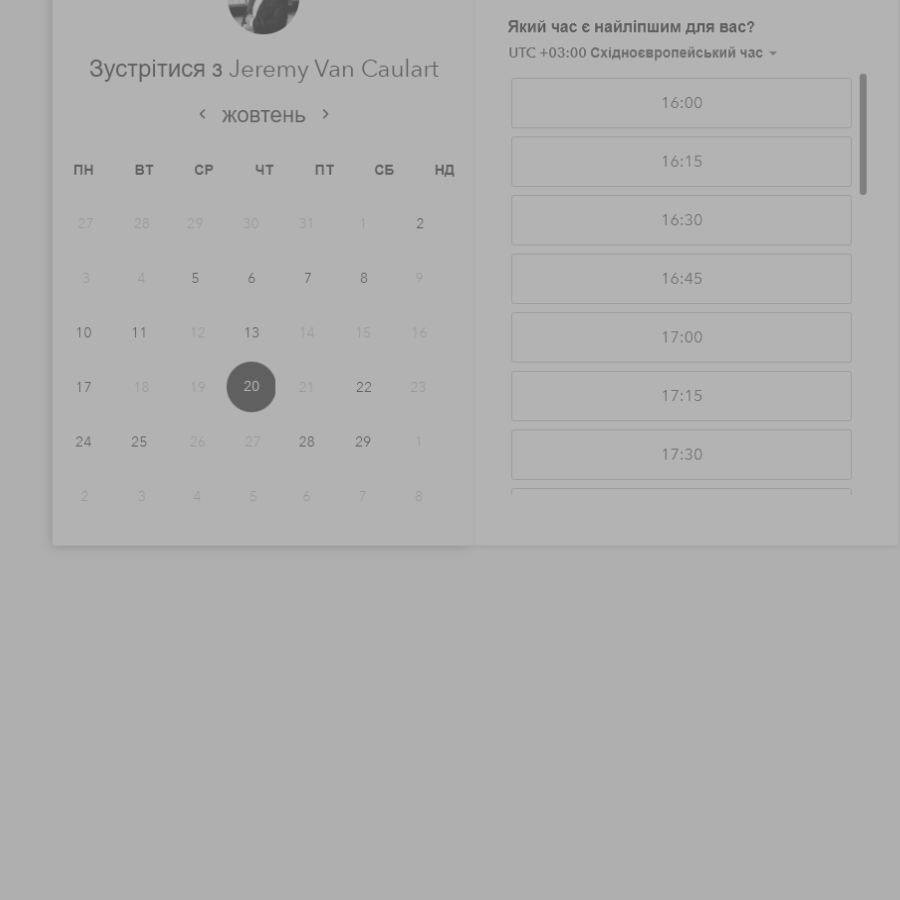 Зустрітися з Jeremy Van Caulart
< жовтень >
ПН ВТ СР ЧТ ПТ СБ НД
27 28 29 30 31 1 2
3 4 5 6 7 8 9
10 11 12 13 14 15 16
17 18 19 20 21 22 23
24 25 26 27 28 29 1
2 3 4 5 6 7 8
Який час є найліпшим для вас?
UTC +03:00 Східноєвропейський час
16:00
16:15
16:30
16:45
17:00
17:15
17:30